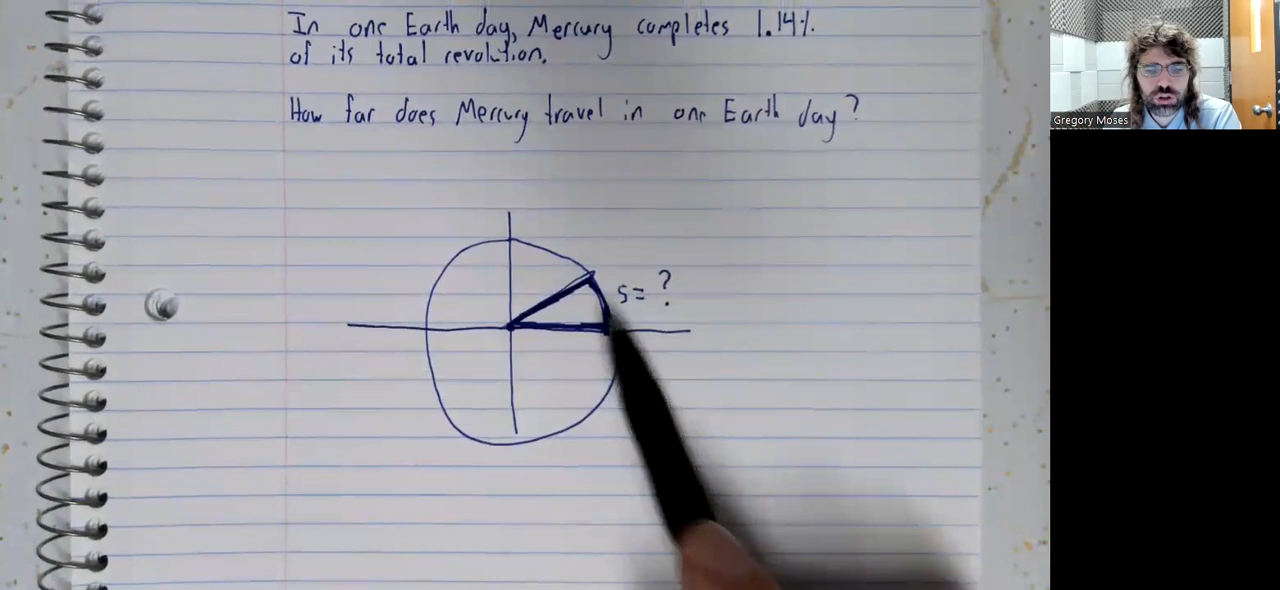 In one Earth day, Mercury completes 1.14%
of its total revolution.
How far does Mercury travel in one Earth day?
s= ?
Gregory Moses